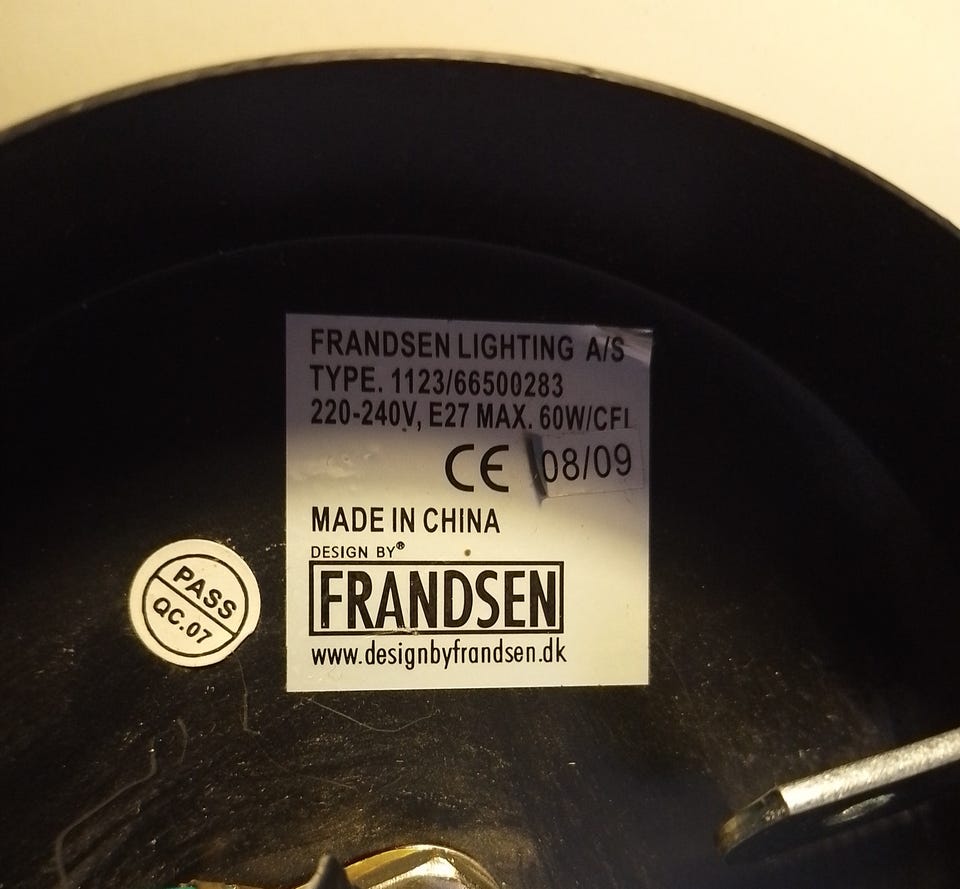 FRANDSEN LIGHTING A/S
TYPE. 1123/66500283
220-240V, E27 MAX. 60W/CFL
CE 08/09
MADE IN CHINA
DESIGN BY®
FRANDSEN
www.designbyfrandsen.dk
PASS
QC.07